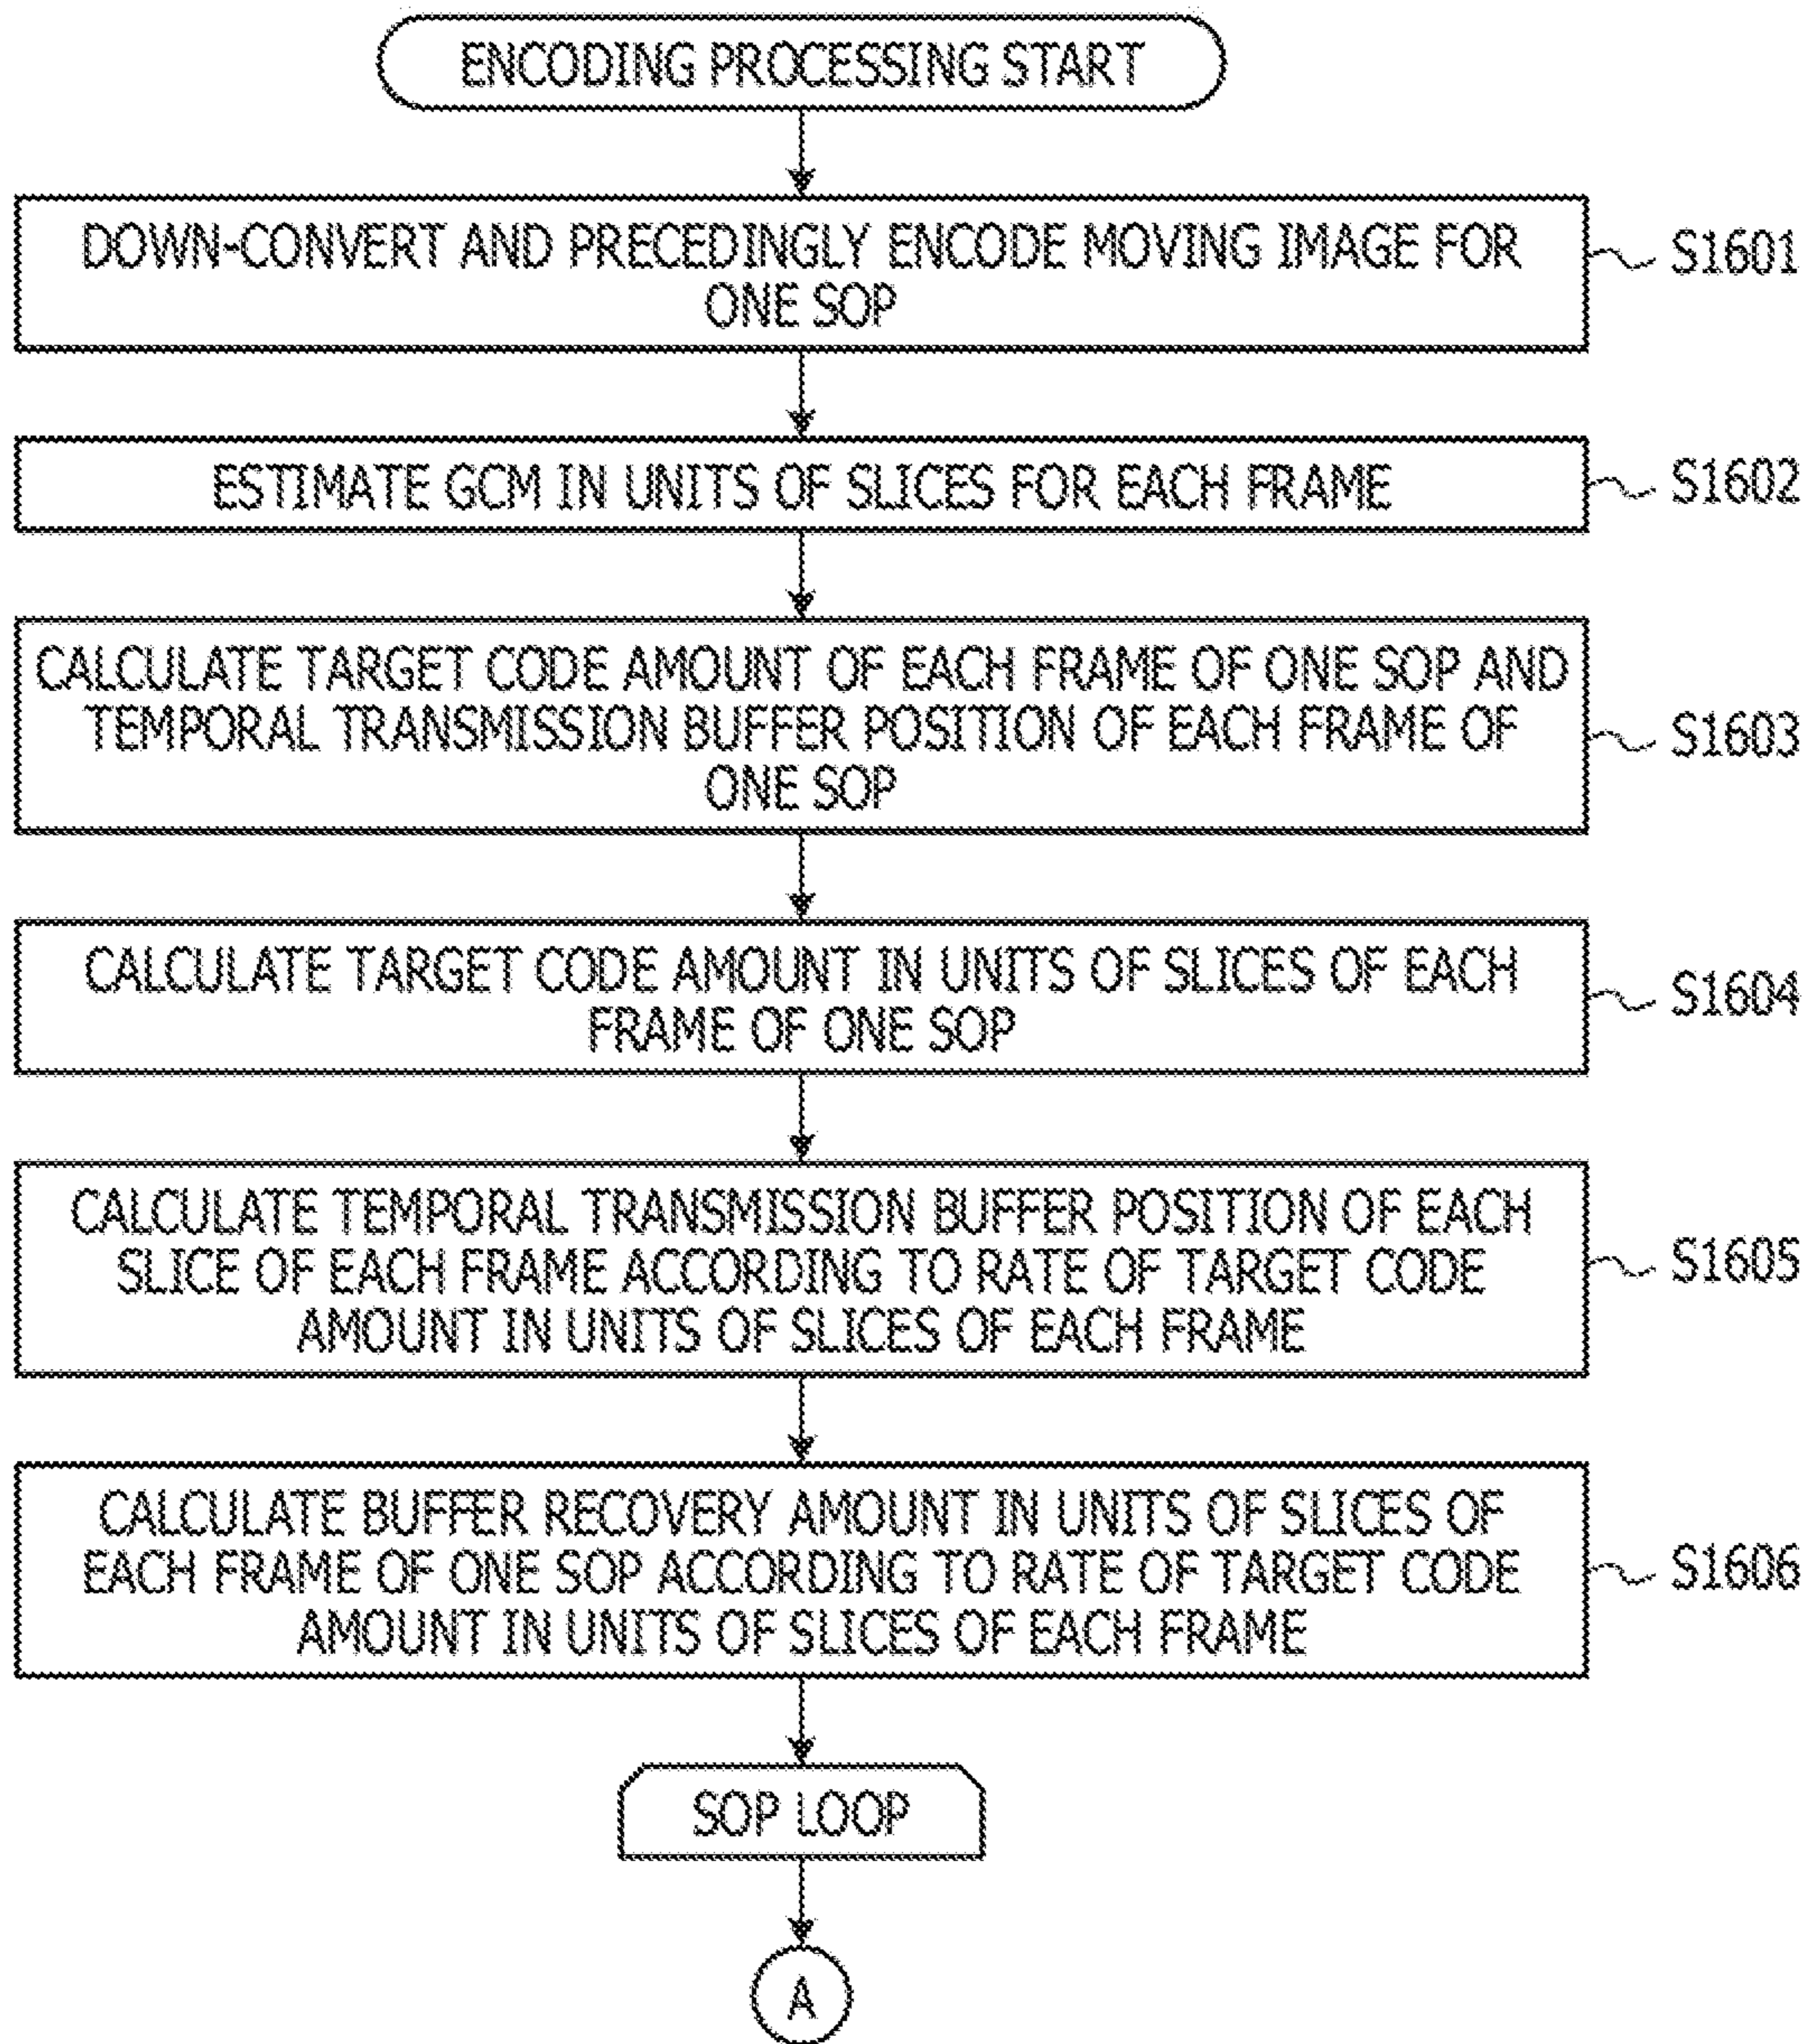 ENCODING PROCESSING START
DOWN-CONVERT AND PRECEDINGLY ENCODE MOVING IMAGE FOR
ONE SOP
S1601
ESTIMATE GCM IN UNITS OF SLICES FOR EACH FRAME
S1602
CALCULATE TARGET CODE AMOUNT OF EACH FRAME OF ONE SOP AND
TEMPORAL TRANSMISSION BUFFER POSITION OF EACH FRAME OF
ONE SOP
S1603
CALCULATE TARGET CODE AMOUNT IN UNITS OF SLICES OF EACH
FRAME OF ONE SOP
S1604
CALCULATE TEMPORAL TRANSMISSION BUFFER POSITION OF EACH
SLICE OF EACH FRAME ACCORDING TO RATE OF TARGET CODE
AMOUNT IN UNITS OF SLICES OF EACH FRAME
S1605
CALCULATE BUFFER RECOVERY AMOUNT IN UNITS OF SLICES OF
EACH FRAME OF ONE SOP ACCORDING TO RATE OF TARGET CODE
AMOUNT IN UNITS OF SLICES OF EACH FRAME
S1606
SOP LOOP
A